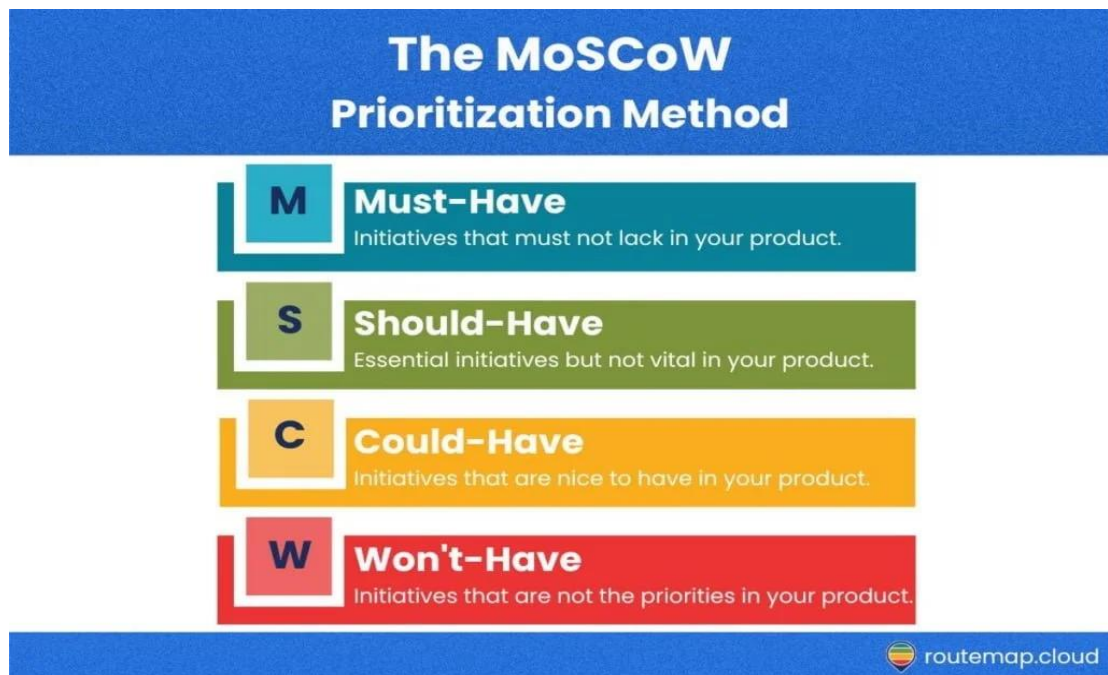 The MoSCoW
Prioritization Method
M
Must-Have
Initiatives that must not lack in your product.
S
Should-Have
Essential initiatives but not vital in your product.
C
Could-Have
Initiatives that are nice to have in your product.
W
Won't-Have
Initiatives that are not the priorities in your product.
routemap.cloud